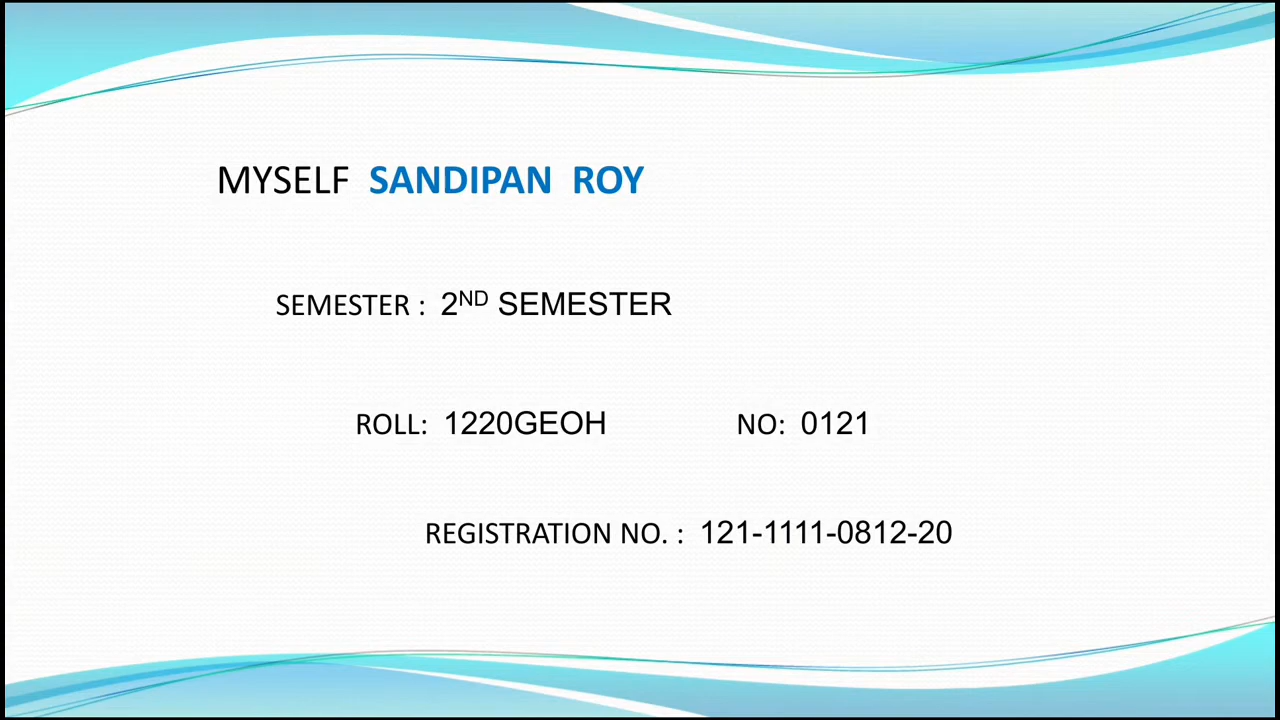 MYSELF SANDIPAN ROY
SEMESTER : 2ND SEMESTER
ROLL: 1220GEOH NO: 0121
REGISTRATION NO. : 121-1111-0812-20